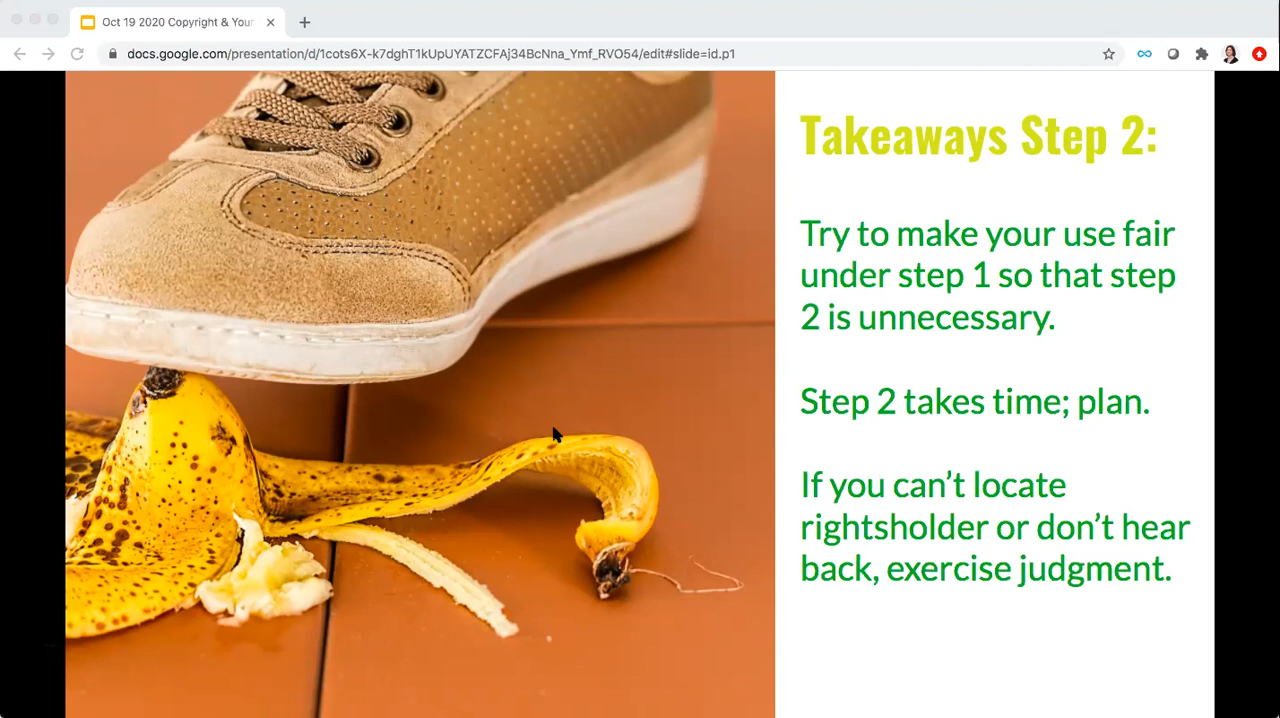 Oct 19 2020 Copyright & Your
docs.google.com/presentation/d/1cots6X-k7dghT1kUpUYATZCFAj34BcNna_Ymf_RVO54/edit#slide=id.p1
Takeaways Step 2:
Try to make your use fair
under step 1 so that step
2 is unnecessary.
Step 2 takes time; plan.
If you can't locate
rightsholder or don't hear
back, exercise judgment.